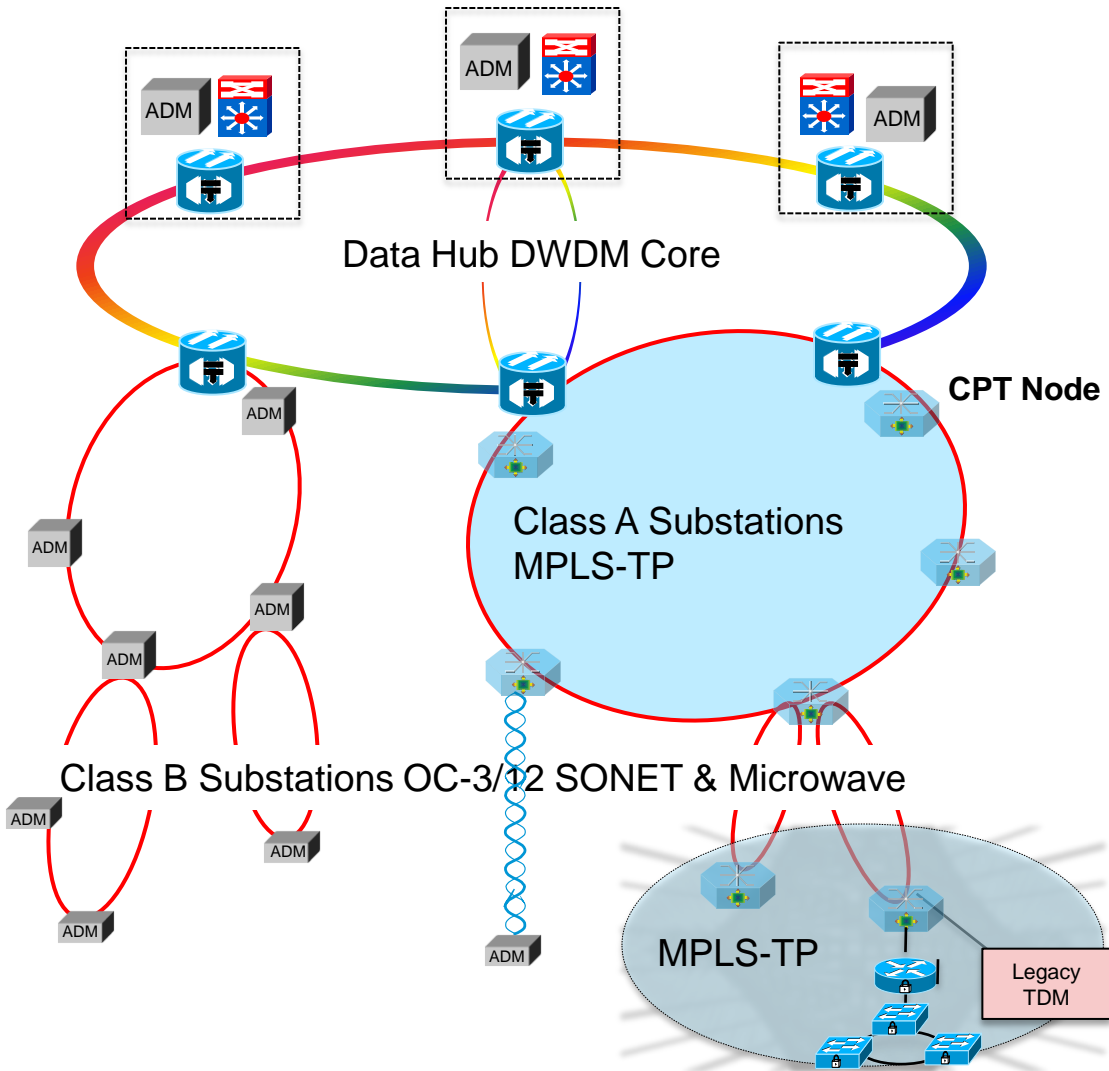 ADM
ADM
ADM
Data Hub DWDM Core
CPT Node
ADM
Class A Substations
MPLS-TP
ADM
ADM
ADM
Class B Substations OC-3/12 SONET & Microwave
ADM
ADM
ADM
ADM
MPLS-TP
Legacy
TDM